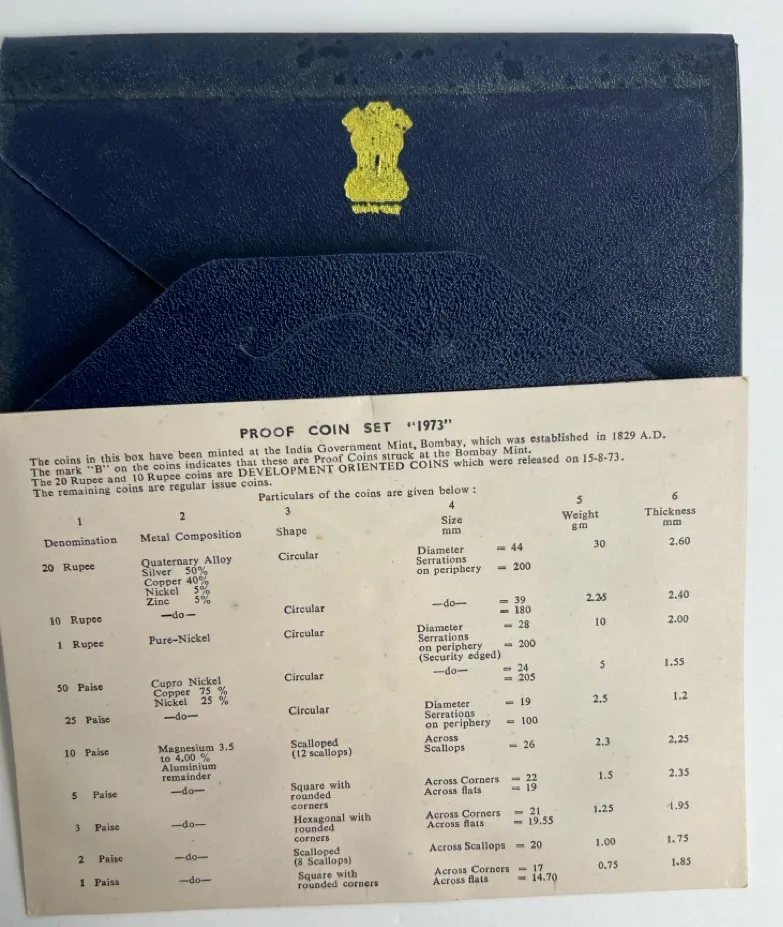 PROOF COIN SET "1973"
The coins in this box have been minted at the India Government Mint, Bombay, which was established in 1829 A.D.
The mark "B" on the coins indicates that these are Proof Coins struck at the Bombay Mint.
The 20 Rupee and 10 Rupee coins are DEVELOPMENT ORIENTED COINS which were released on 15-8-73.
The remaining coins are regular issue coins.
Particulars of the coins are given below :
1 2 3 4 5 6
Denomination Metal Composition Shape Size mm Weight gm Thickness mm
20 Rupee Quaternary Alloy Circular Diameter = 44 30 2.60
Silver 50% Serrations
Copper 40% on periphery = 200
Nickel 5%
Zinc 5%
10 Rupee —do— Circular —do— = 39 2.25 2.40
= 180
1 Rupee Pure-Nickel Circular Diameter = 28 10 2.00
Serrations
on periphery = 200
(Security edged)
50 Paise Cupro Nickel Circular —do— = 24 5 1.55
Copper 75 % = 205
Nickel 25 %
25 Paise —do— Circular Diameter = 19 2.5 1.2
Serrations
on periphery = 100
10 Paise Magnesium 3.5 Scalloped Across = 26 2.3 2.25
to 4.00 % (12 scallops) Scallops
Aluminium
remainder
5 Paise —do— Square with Across Corners = 22 1.5 2.35
rounded Across flats = 19
corners
3 Paise —do— Hexagonal with Across Corners = 21 1.25 1.95
rounded Across flats = 19.55
corners
2 Paise —do— Scalloped Across Scallops = 20 1.00 1.75
(8 Scallops)
1 Paisa —do— Square with Across Corners = 17 0.75 1.85
rounded corners Across flats = 14.70